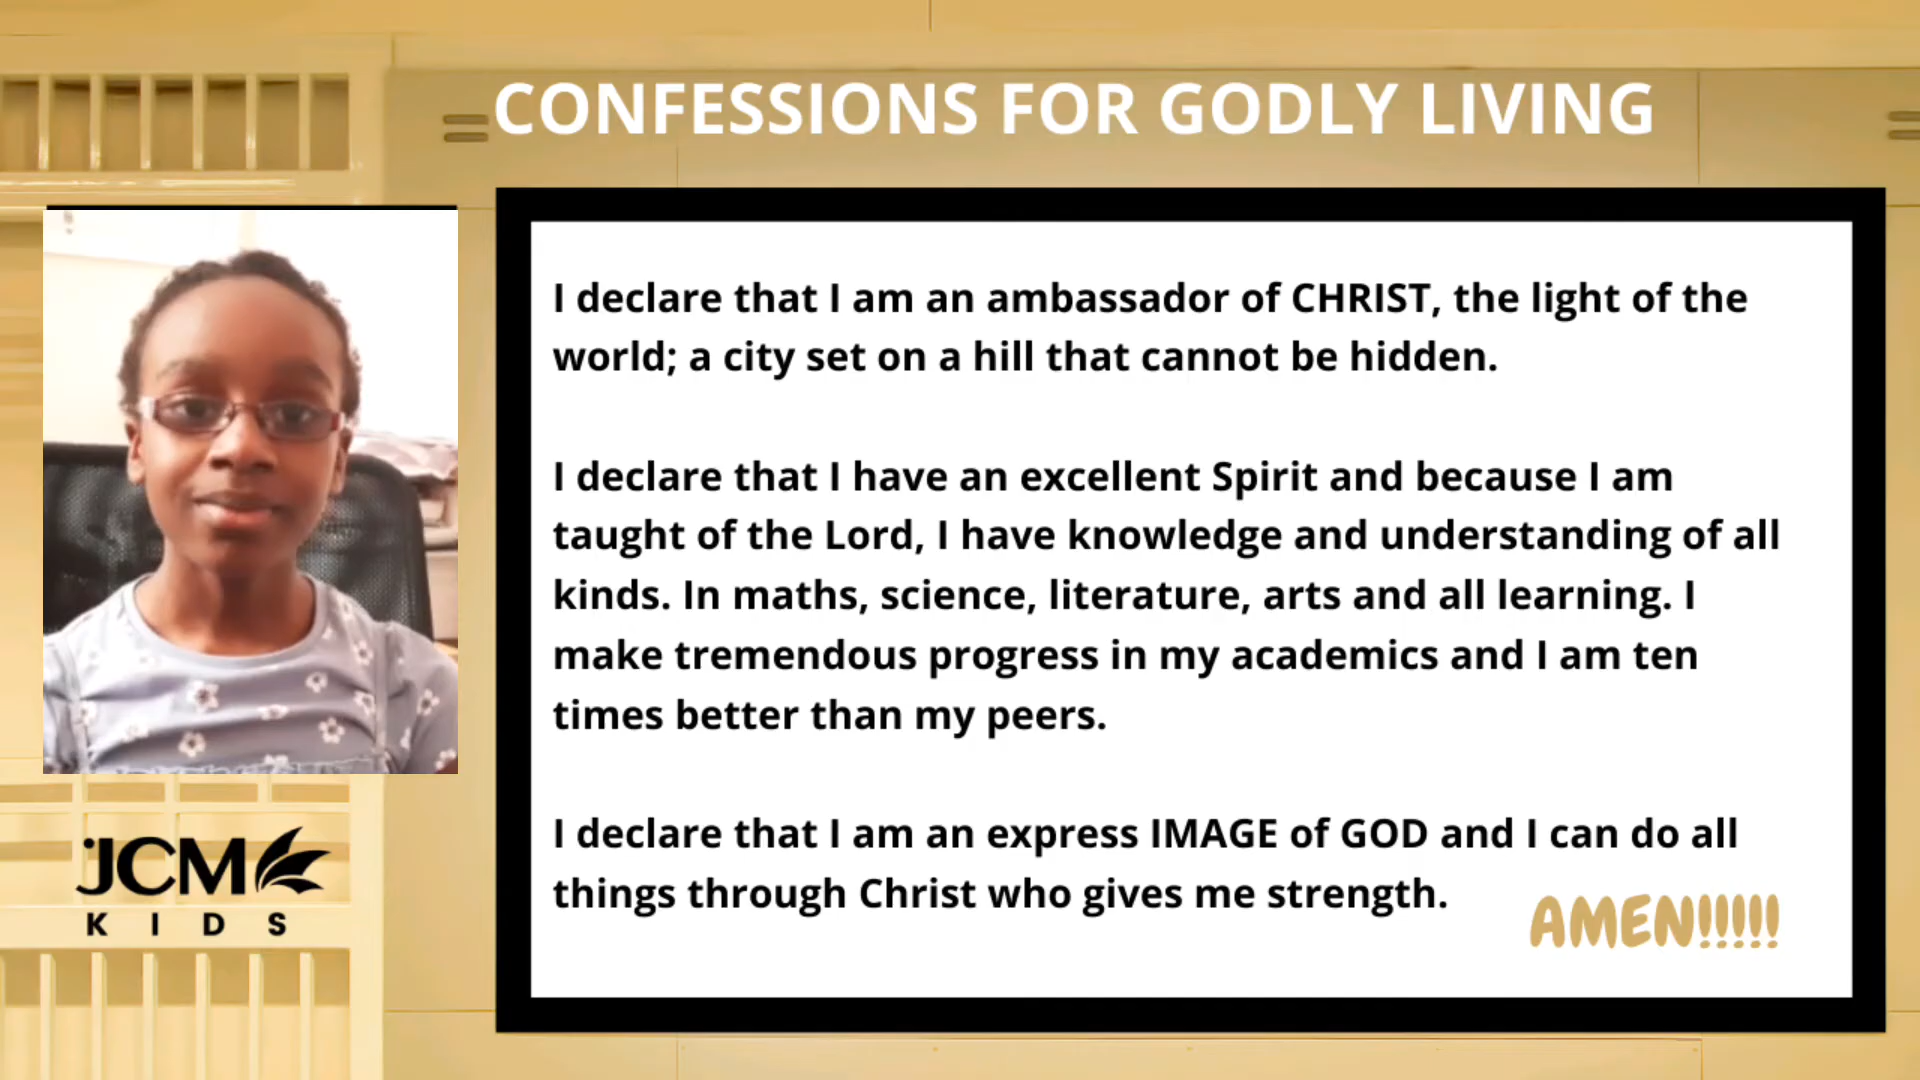 CONFESSIONS FOR GODLY LIVING
I declare that I am an ambassador of CHRIST, the light of the
world; a city set on a hill that cannot be hidden.
I declare that I have an excellent Spirit and because I am
taught of the Lord, I have knowledge and understanding of all
kinds. In maths, science, literature, arts and all learning. I
make tremendous progress in my academics and I am ten
times better than my peers.
I declare that I am an express IMAGE of GOD and I can do all
things through Christ who gives me strength.
AMEN!!!!!
JCM
KIDS